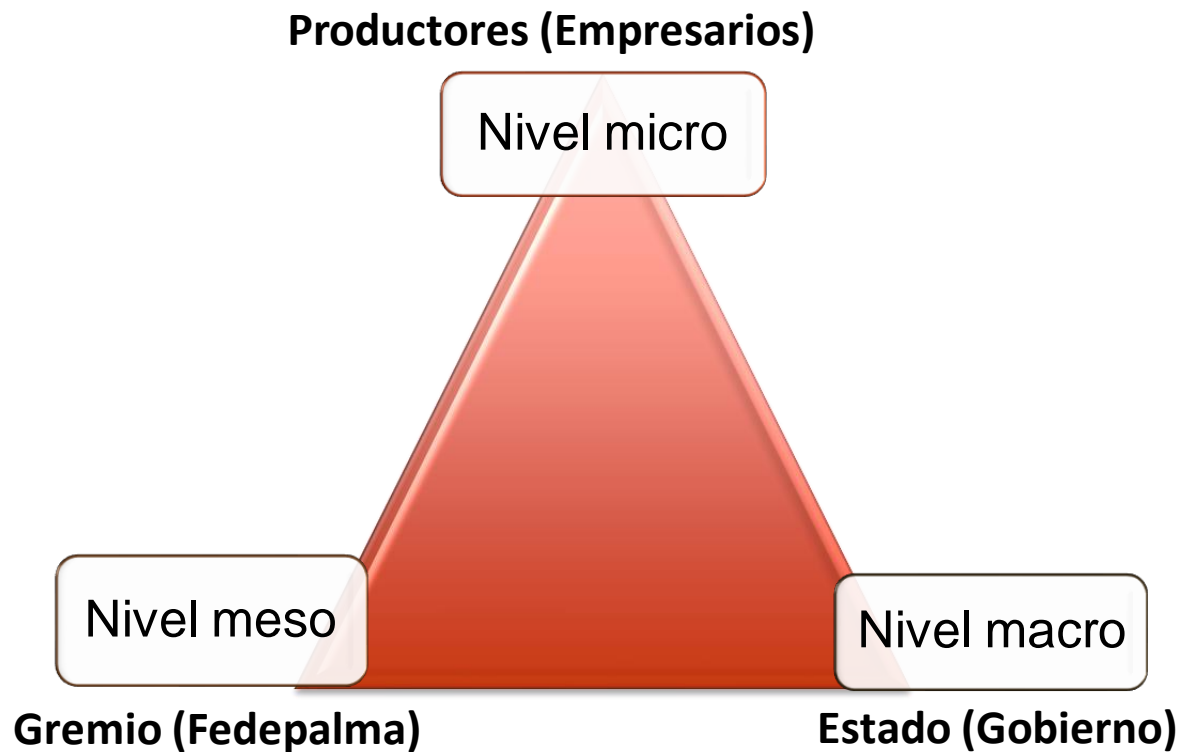 Productores (Empresarios)
Nivel micro
Nivel meso
Nivel macro
Gremio (Fedepalma)
Estado (Gobierno)